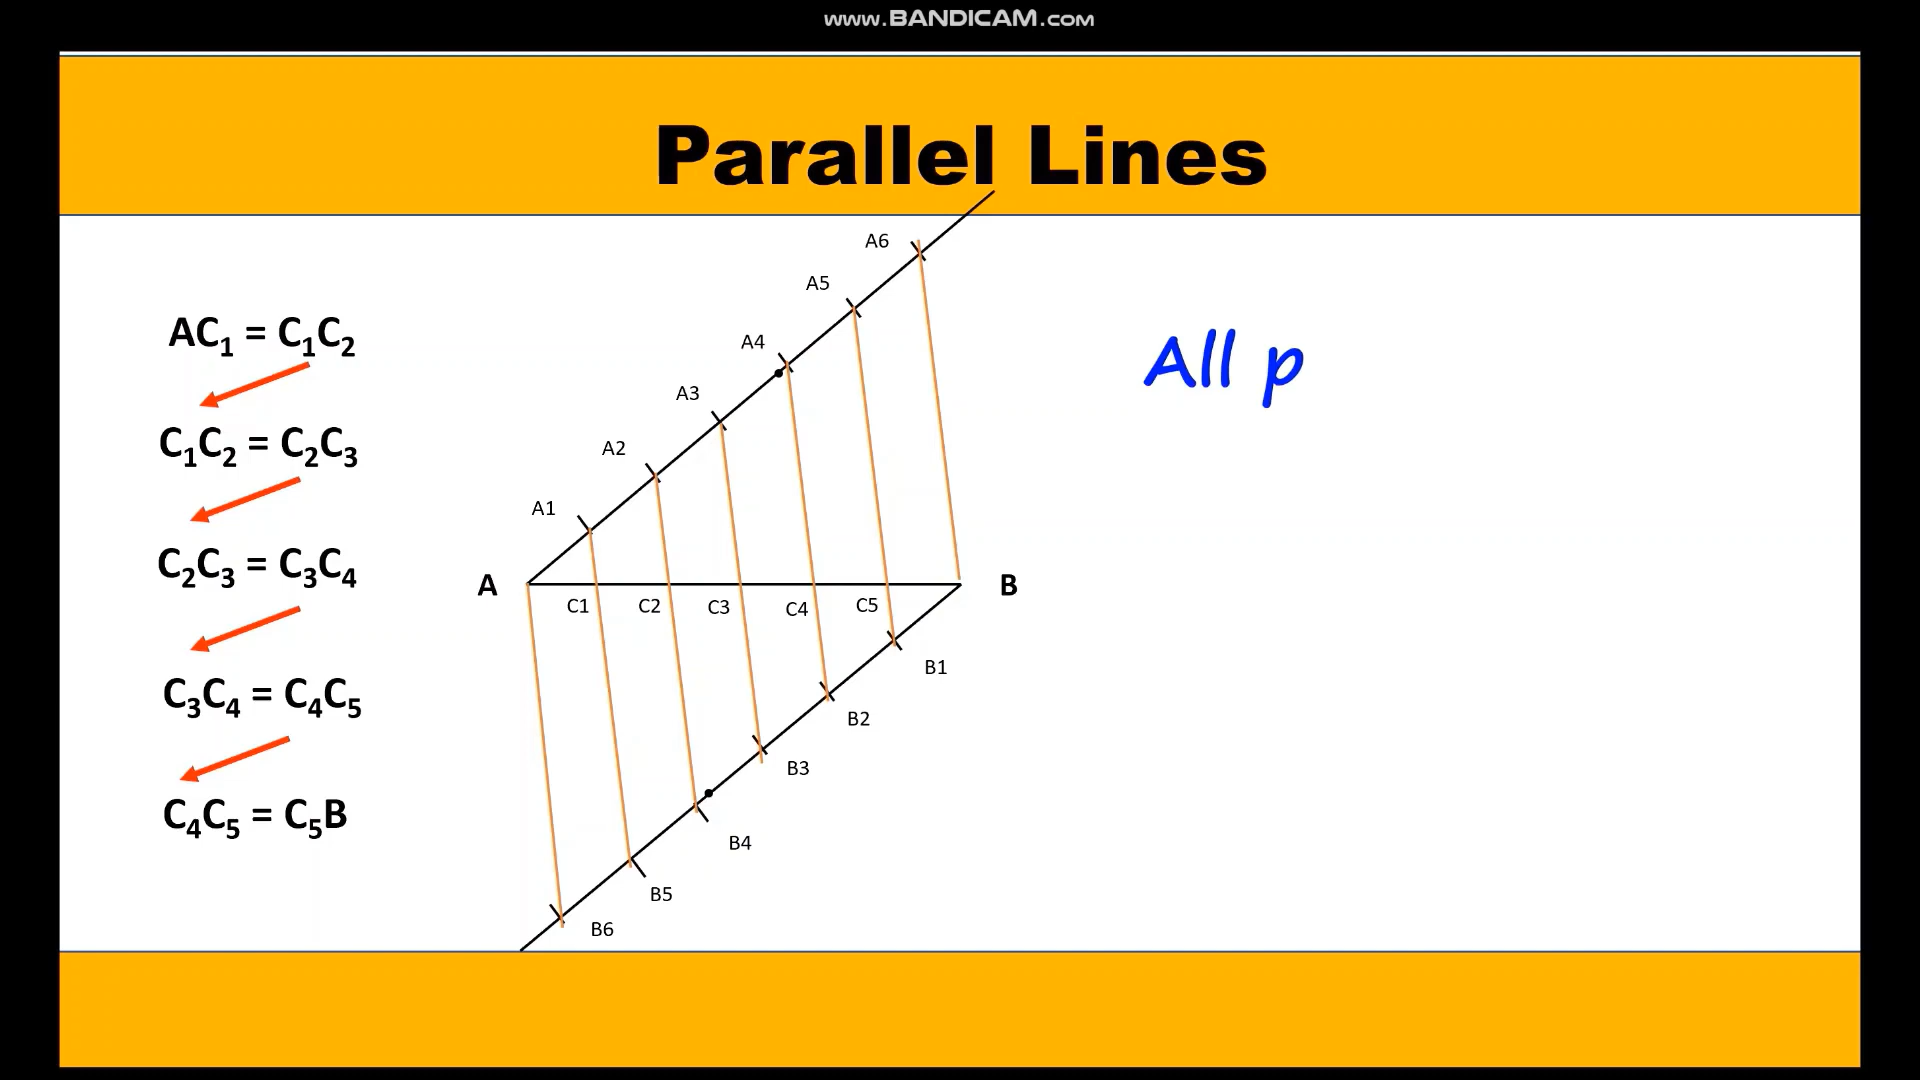 www.BANDICAM.com
Parallel Lines
AC₁ = C₁C₂
C₁C₂ = C₂C₃
C₂C₃ = C₃C₄
C₃C₄ = C₄C₅
C₄C₅ = C₅B
A6
A5
A4
A3
A2
A1
A
B
C1 C2 C3 C4 C5
B1
B2
B3
B4
B5
B6
All p